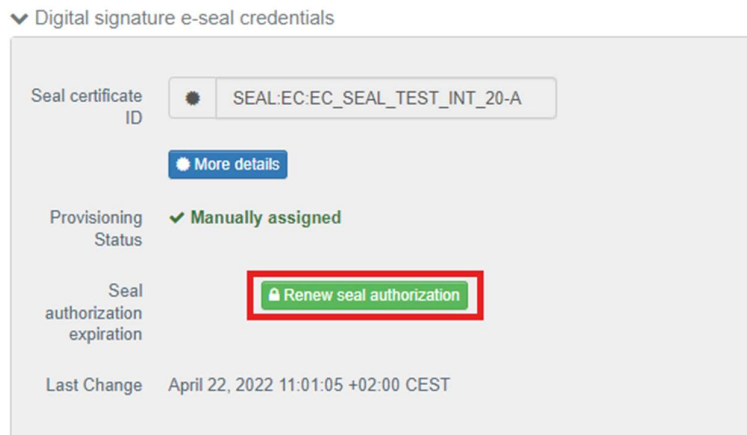 Digital signature e-seal credentials
Seal certificate
ID
SEAL:EC:EC_SEAL_TEST_INT_20-A
More details
Provisioning
Status
Manually assigned
Seal
authorization
expiration
Renew seal authorization
Last Change
April 22, 2022 11:01:05 +02:00 CEST